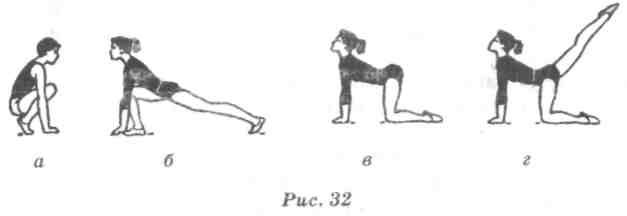 а б в г
Рис. 32